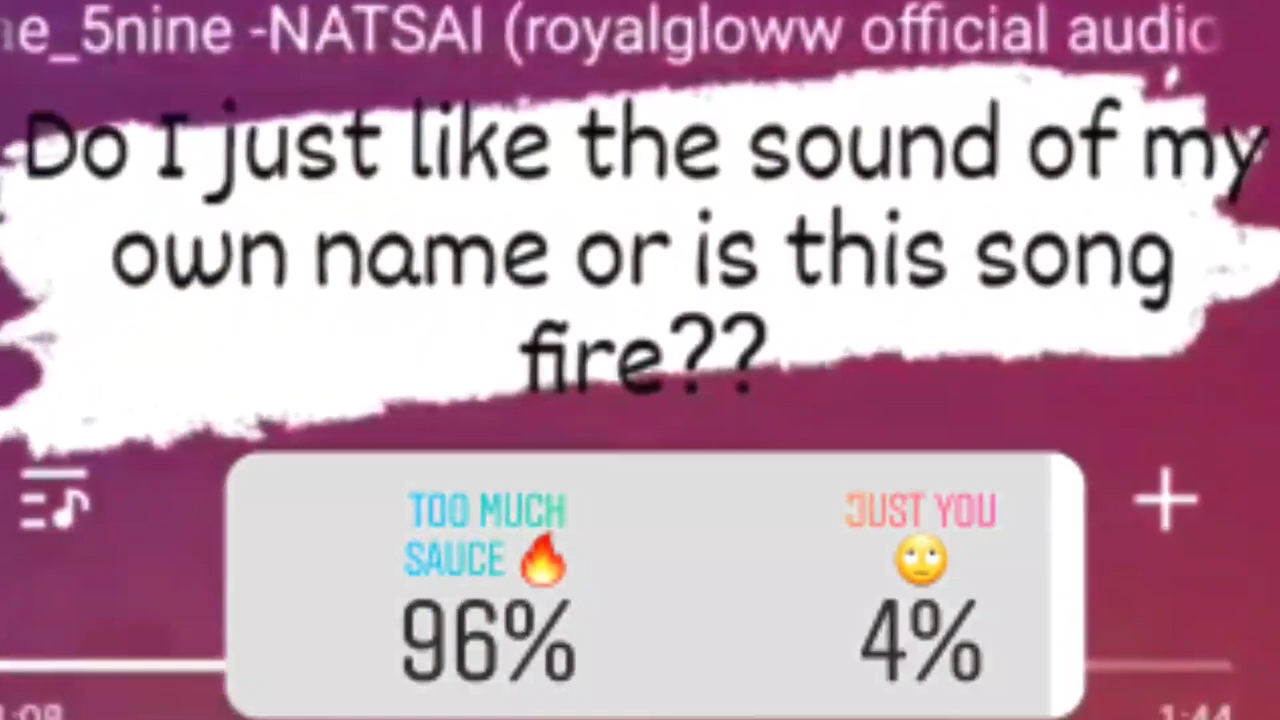 e_5nine -NATSAI (royalgloww official audio
Do I just like the sound of my
own name or is this song
fire??
TOO MUCH JUST YOU
SAUCE 🔥 🙄
96% 4%
1:44